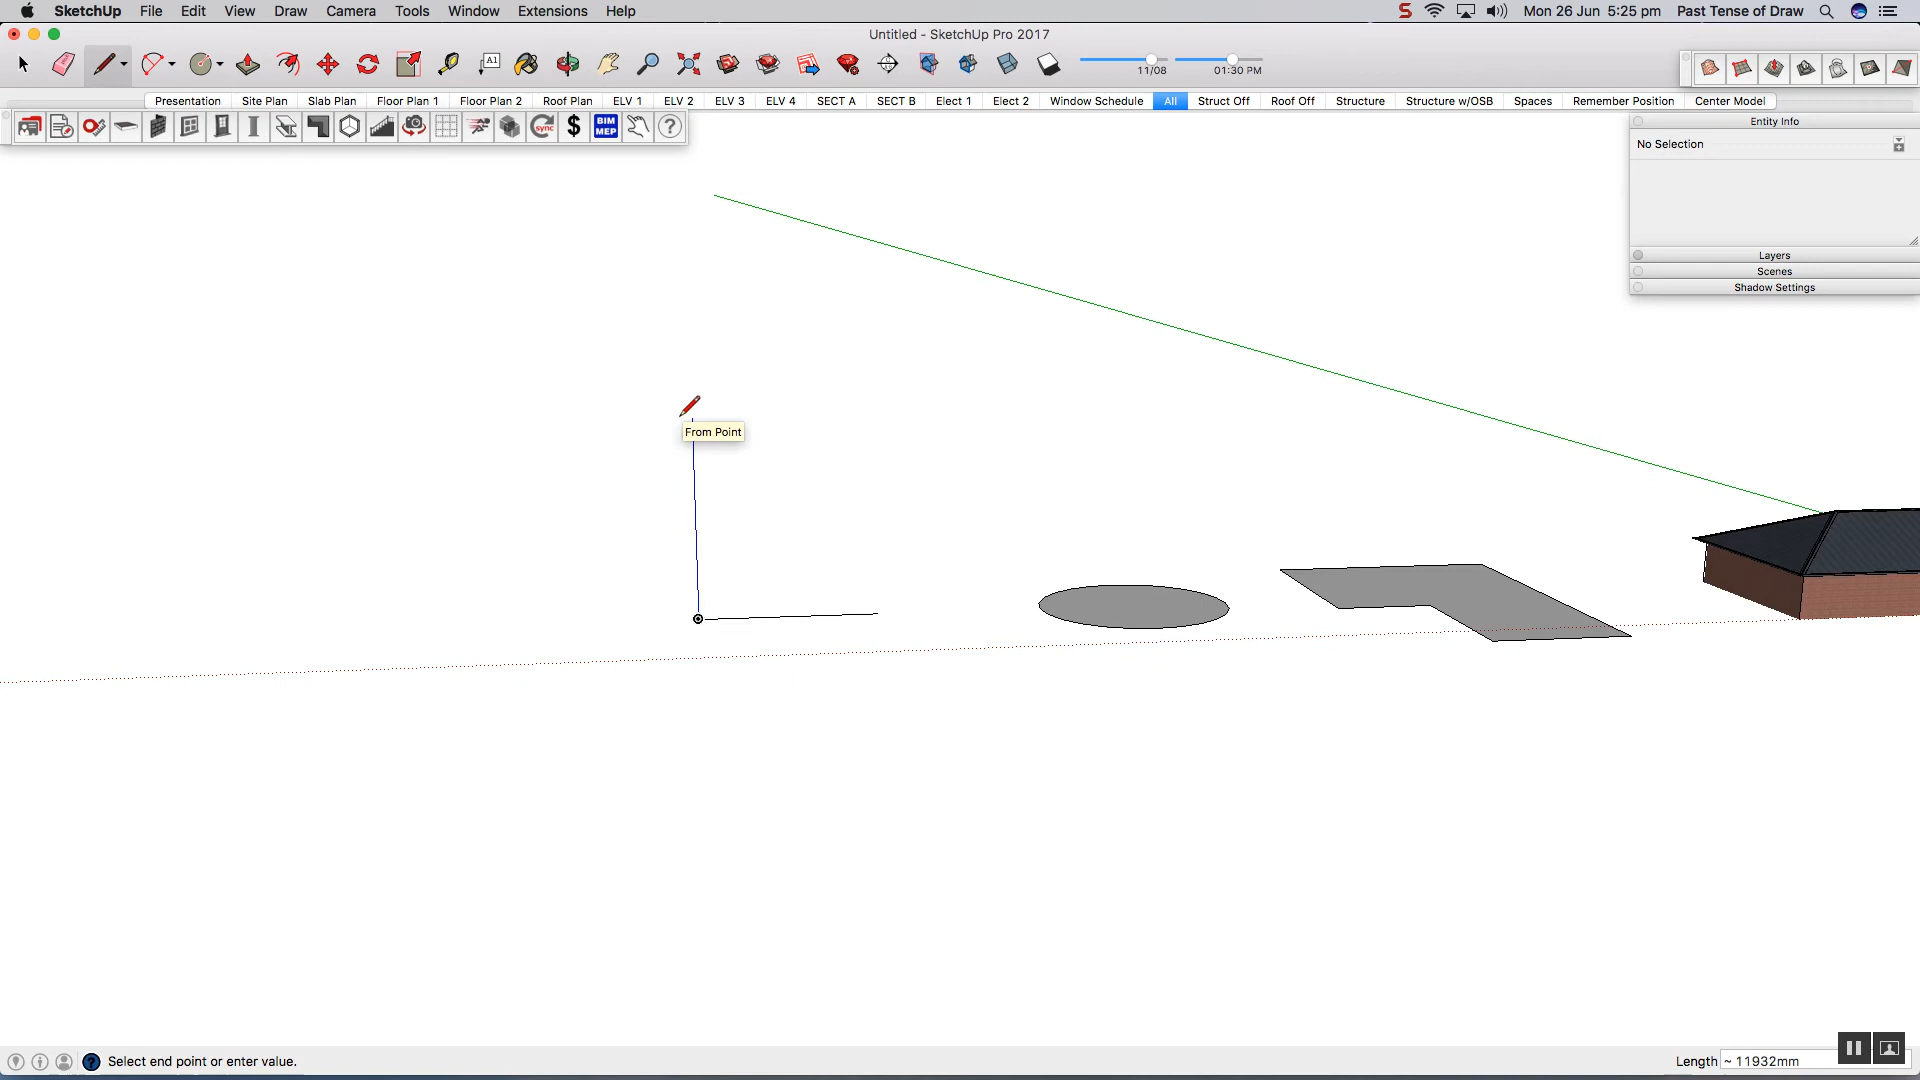 SketchUp File Edit View Draw Camera Tools Window Extensions Help S Mon 26 Jun 5:25 pm Past Tense of Draw
Untitled - SketchUp Pro 2017
A1
11/08 01:30 PM
Presentation Site Plan Slab Plan Floor Plan 1 Floor Plan 2 Roof Plan ELV 1 ELV 2 ELV 3 ELV 4 SECT A SECT B Elect 1 Elect 2 Window Schedule All Struct Off Roof Off Structure Structure w/OSB Spaces Remember Position Center Model
sync $ BIM MEP ?
Entity Info
No Selection
Layers
Scenes
Shadow Settings
From Point
? Select end point or enter value.
Length ~ 11932mm